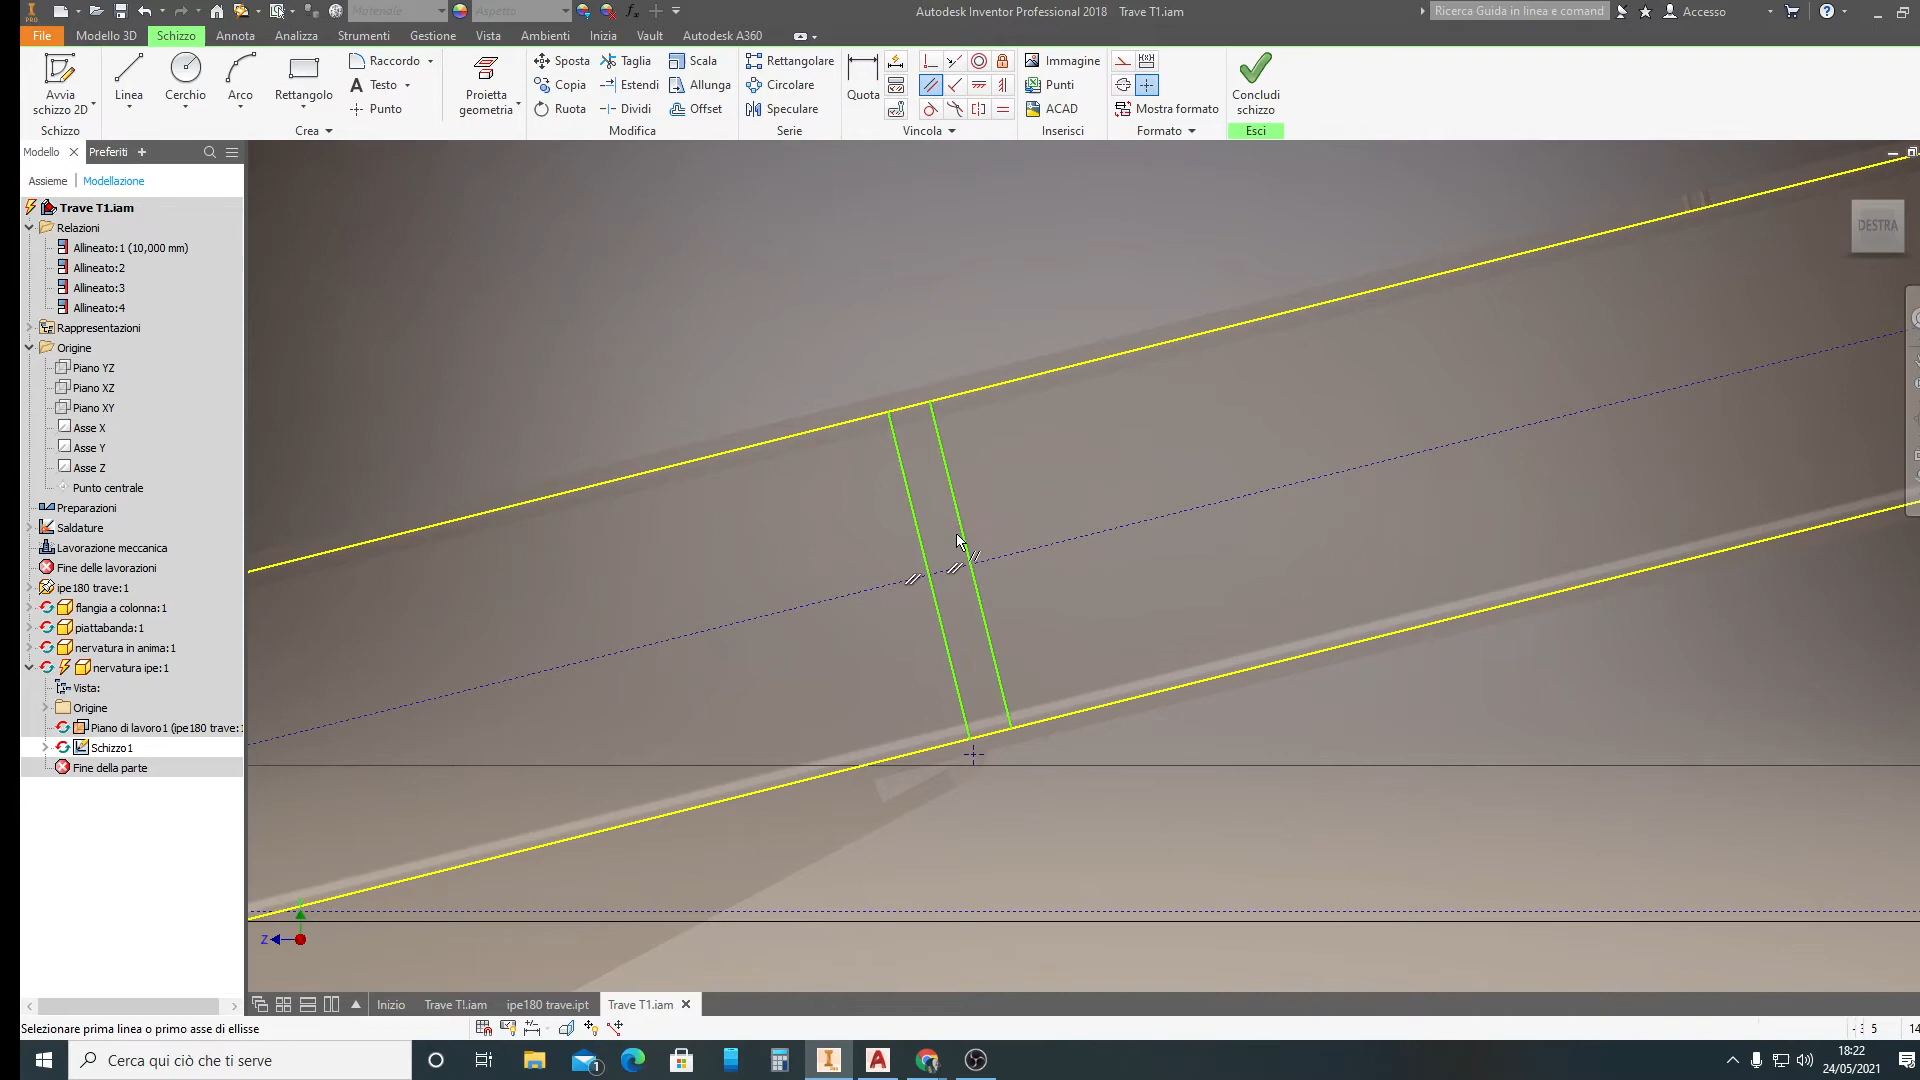 PRO
Materiale
Aspetto
Autodesk Inventor Professional 2018   Trave T1.iam
Ricerca Guida in linea e comand
Accesso
File
Modello 3D
Schizzo
Annota
Analizza
Strumenti
Gestione
Vista
Ambienti
Inizia
Vault
Autodesk A360
Avvia
schizzo 2D
Linea
Cerchio
Arco
Rettangolo
Raccordo
Testo
Punto
Proietta
geometria
Sposta
Copia
Ruota
Taglia
Estendi
Dividi
Scala
Allunga
Offset
Rettangolare
Circolare
Speculare
Quota
Immagine
Punti
ACAD
Mostra formato
Concludi
schizzo
Schizzo
Crea
Modifica
Serie
Vincola
Inserisci
Formato
Esci
Modello
Preferiti
Assieme
Modellazione
Trave T1.iam
Relazioni
Allineato:1 (10,000 mm)
Allineato:2
Allineato:3
Allineato:4
Rappresentazioni
Origine
Piano YZ
Piano XZ
Piano XY
Asse X
Asse Y
Asse Z
Punto centrale
Preparazioni
Saldature
Lavorazione meccanica
Fine delle lavorazioni
ipe180 trave:1
flangia a colonna:1
piattabanda:1
nervatura in anima:1
nervatura ipe:1
Vista:
Origine
Piano di lavoro1 (ipe180 trave:1
Schizzo1
Fine della parte
DESTRA
Z
Inizio
Trave T!.iam
ipe180 trave.ipt
Trave T1.iam
Selezionare prima linea o primo asse di ellisse
5
14
Cerca qui ciò che ti serve
1
18:22
24/05/2021